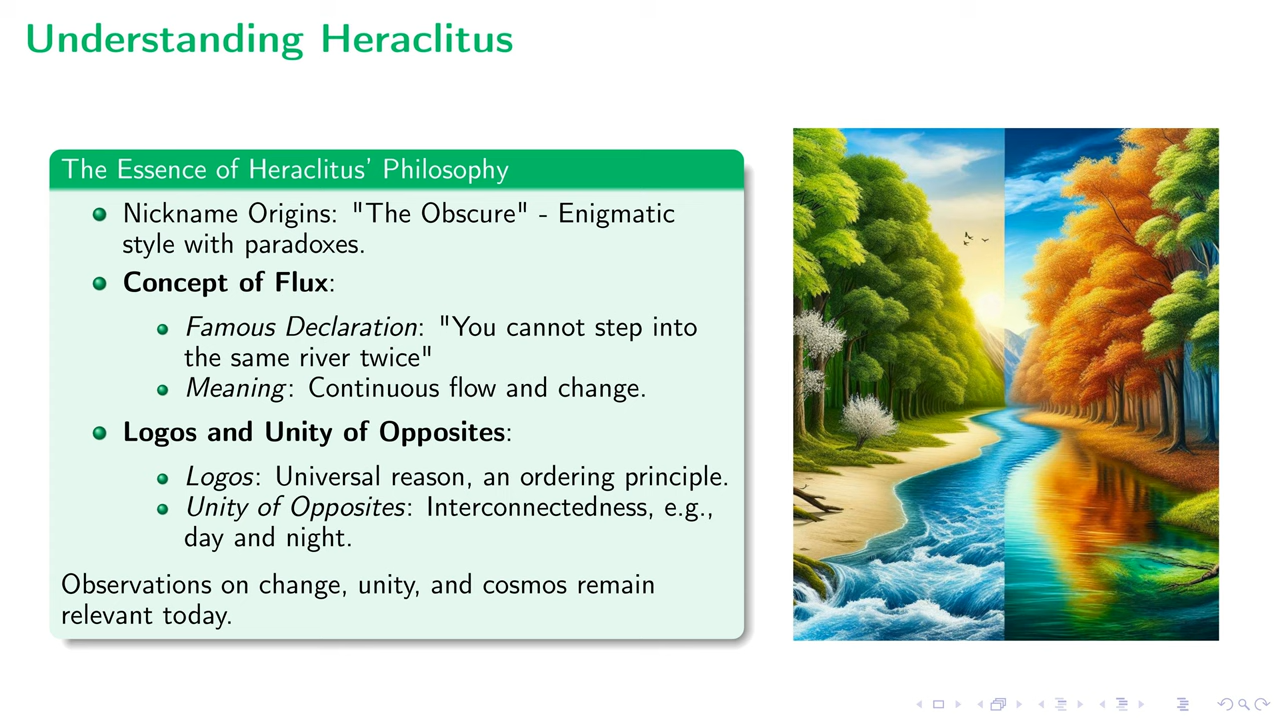 Understanding Heraclitus
The Essence of Heraclitus’ Philosophy
Nickname Origins: "The Obscure" - Enigmatic
style with paradoxes.
Concept of Flux:
Famous Declaration: "You cannot step into
the same river twice"
Meaning: Continuous flow and change.
Logos and Unity of Opposites:
Logos: Universal reason, an ordering principle.
Unity of Opposites: Interconnectedness, e.g.,
day and night.
Observations on change, unity, and cosmos remain
relevant today.